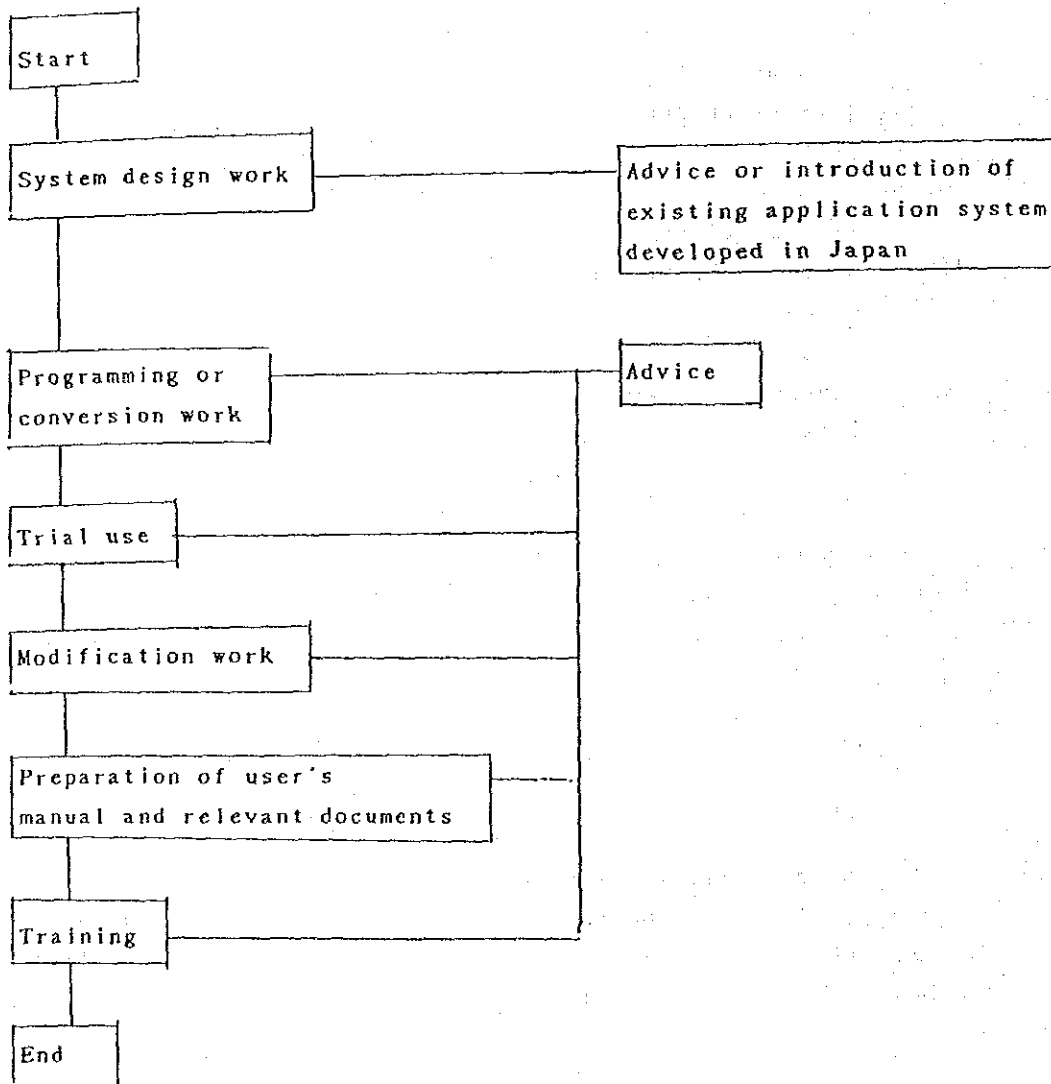 Start
System design work
Advice or introduction of
existing application system
developed in Japan
Programming or
conversion work
Advice
Trial use
Modification work
Preparation of user's
manual and relevant documents
Training
End